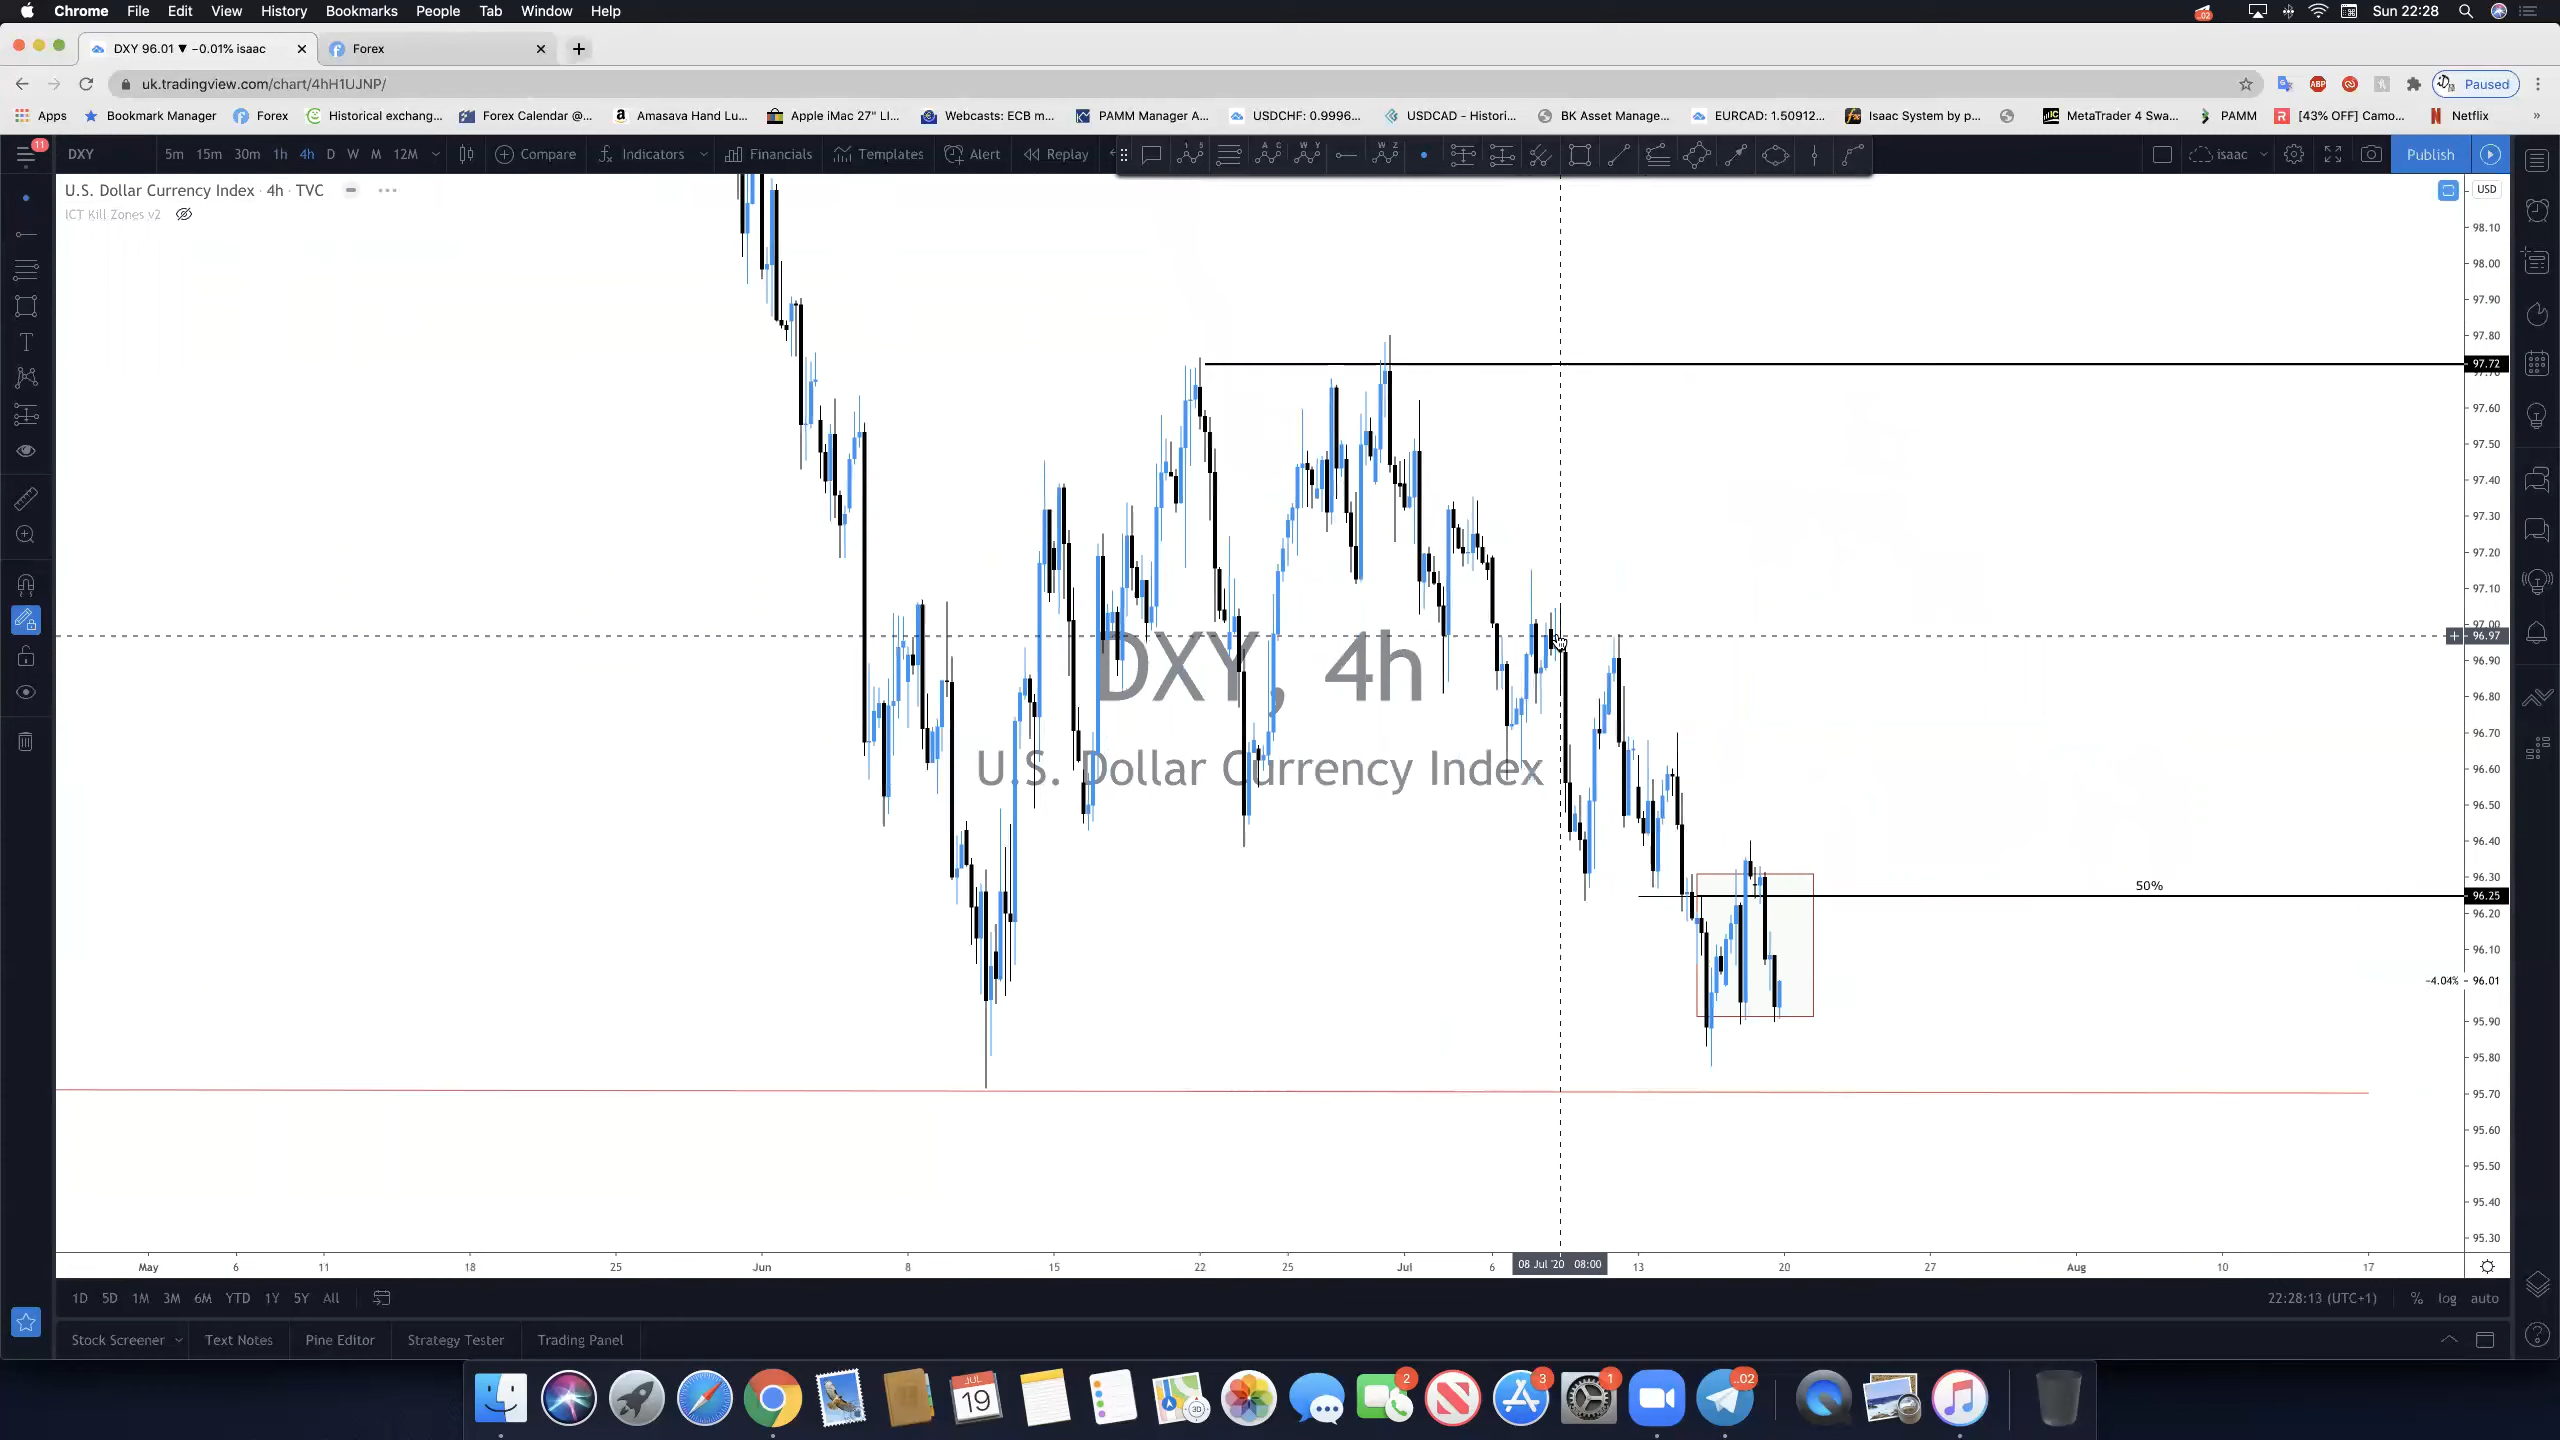 Chrome File Edit View History Bookmarks People Tab Window Help
Sun 22:28
DXY 96.01 ▼ −0.01% isaac
Forex
uk.tradingview.com/chart/4hH1UJNP/
Paused
Apps Bookmark Manager Forex Historical exchang... Forex Calendar @... Amasava Hand Lu... Apple iMac 27" LI... Webcasts: ECB m... PAMM Manager A... USDCHF: 0.9996... USDCAD - Histori... BK Asset Manage... EURCAD: 1.50912... Isaac System by p... MetaTrader 4 Swa... PAMM [43% OFF] Camo... Netflix »
11
DXY 5m 15m 30m 1h 4h D W M 12M Compare Indicators Financials Templates Alert Replay isaac Publish
U.S. Dollar Currency Index · 4h · TVC
ICT Kill Zones v2
USD
98.10
98.00
97.90
97.80
97.72
97.60
97.50
97.40
97.30
97.20
97.10
97.00
96.97
96.90
96.80
96.70
96.60
96.50
96.40
96.30
96.25
96.20
96.10
−4.04% 96.01
95.90
95.80
95.70
95.60
95.50
95.40
95.30
DXY, 4h
U.S. Dollar Currency Index
50%
May 6 11 18 25 Jun 8 15 22 25 Jul 6 08 Jul '20 08:00 13 20 27 Aug 10 17
1D 5D 1M 3M 6M YTD 1Y 5Y All
22:28:13 (UTC+1) % log auto
Stock Screener Text Notes Pine Editor Strategy Tester Trading Panel
JUL
19
3D
2
3
1
..02